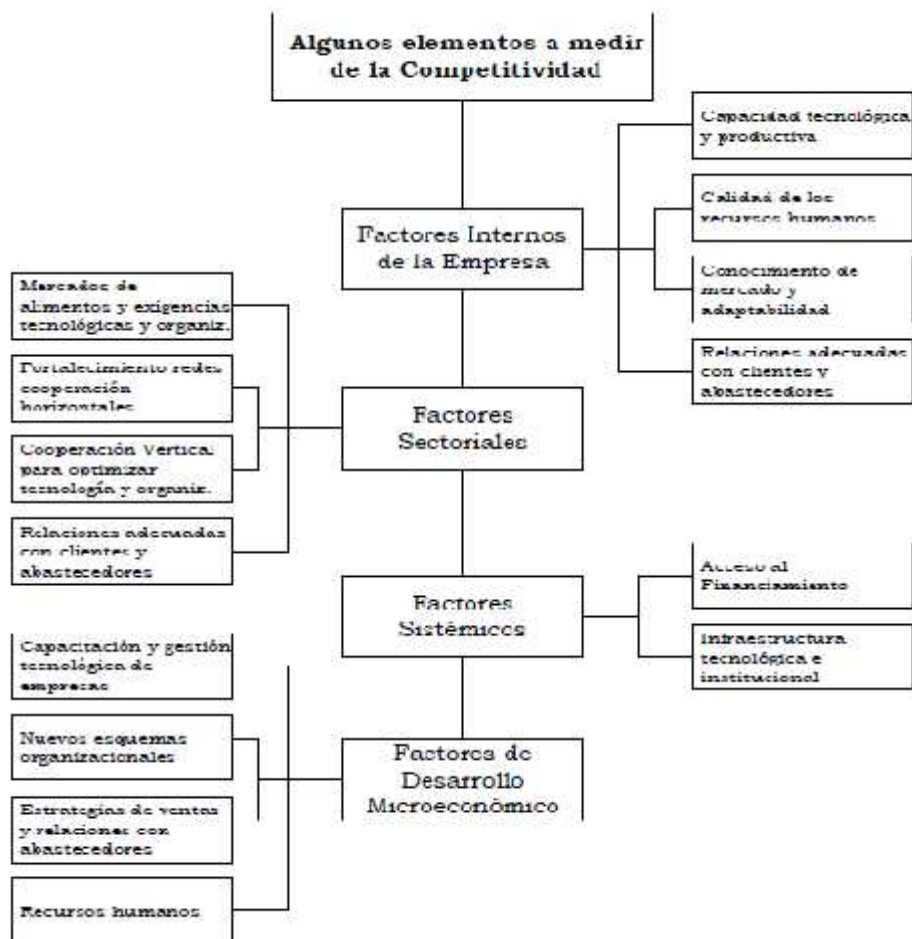 Algunos elementos a medir
de la Competitividad
Factores Internos
de la Empresa
Capacidad tecnológica
y productiva
Calidad de los
recursos humanos
Conocimiento de
mercado y
adaptabilidad
Relaciones adecuadas
con clientes y
abastecedores
Factores
Sectoriales
Mercados de
alimentos y exigencias
tecnológicas y organiz.
Fortalecimiento redes
cooperación
horizontales
Cooperación Vertical
para optimizar
tecnología y organiz.
Relaciones adecuadas
con clientes y
abastecedores
Factores
Sistémicos
Acceso al
Financiamiento
Infraestructura
tecnológica e
institucional
Factores de
Desarrollo
Microeconómico
Capacitación y gestión
tecnológica de
empresas
Nuevos esquemas
organizacionales
Estrategias de ventas
y relaciones con
abastecedores
Recursos humanos